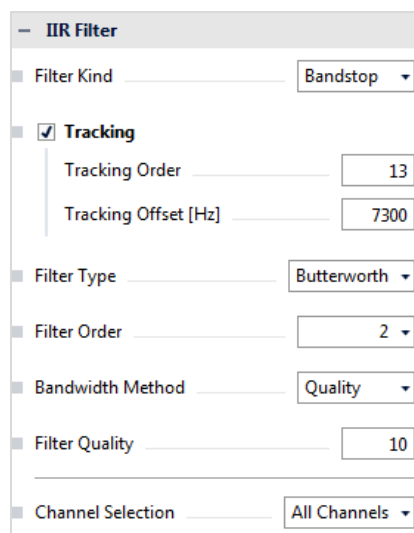 IIR Filter
Filter Kind Bandstop
Tracking
Tracking Order 13
Tracking Offset [Hz] 7300
Filter Type Butterworth
Filter Order 2
Bandwidth Method Quality
Filter Quality 10
Channel Selection All Channels